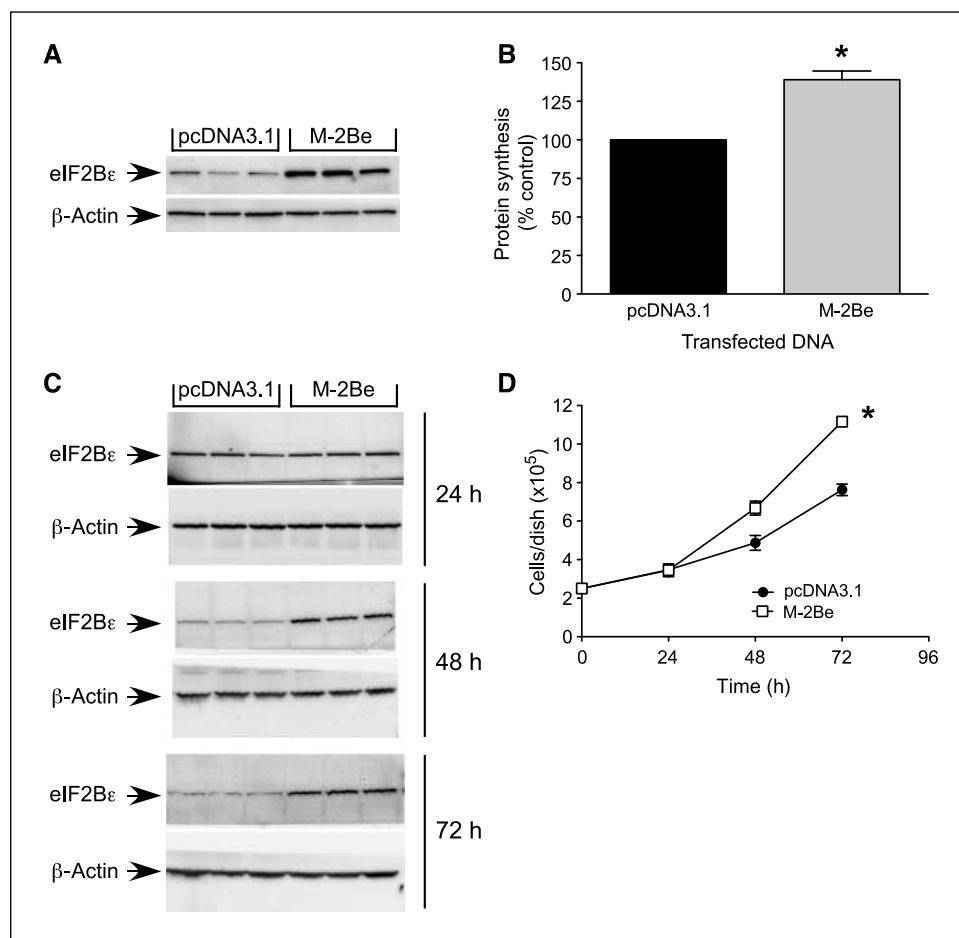 A
pcDNA3.1 M-2Be
eIF2Bε
β-Actin
B
*
Protein synthesis
(% control)
150
125
100
75
50
25
0
pcDNA3.1 M-2Be
Transfected DNA
C
pcDNA3.1 M-2Be
eIF2Bε
β-Actin
24 h
eIF2Bε
β-Actin
48 h
eIF2Bε
β-Actin
72 h
D
*
Cells/dish (x10⁵)
12
10
8
6
4
2
0
pcDNA3.1
M-2Be
0 24 48 72 96
Time (h)